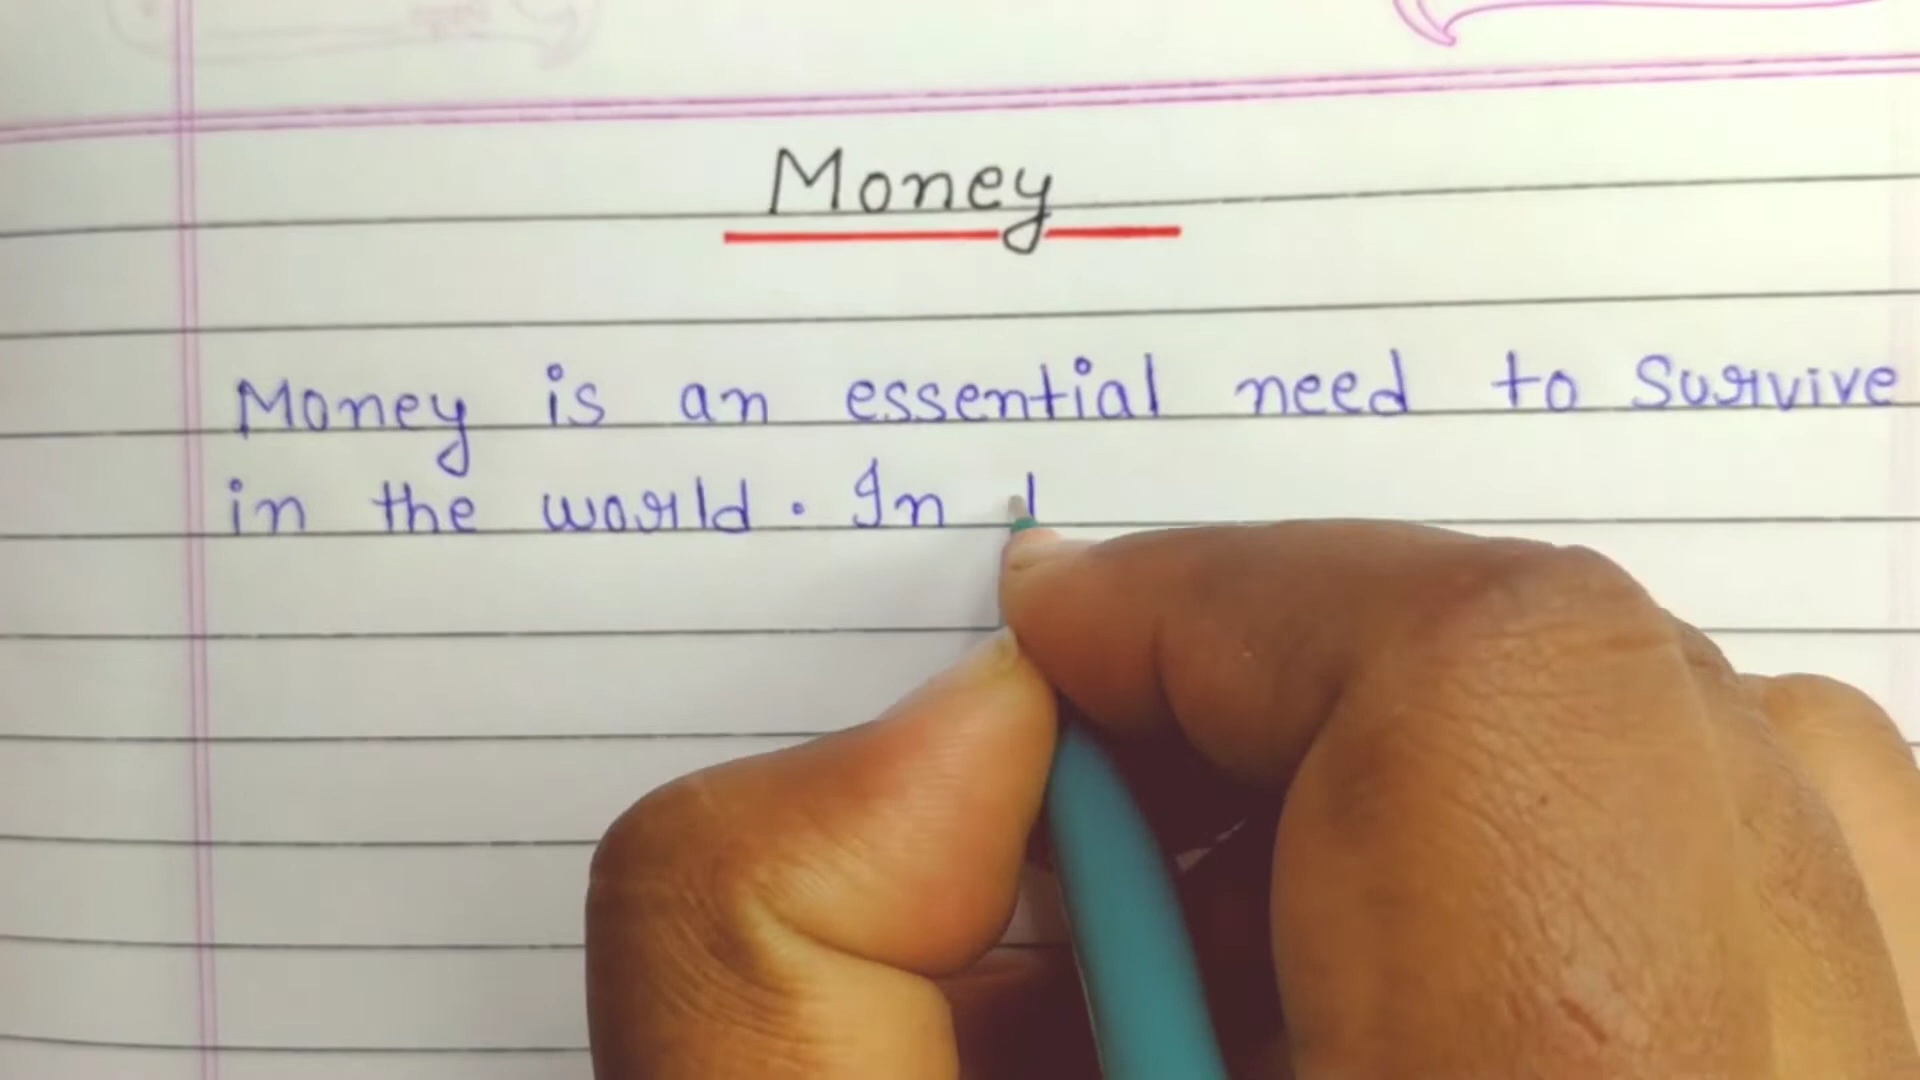 Money
Money is an essential need to Survive
in the world. In